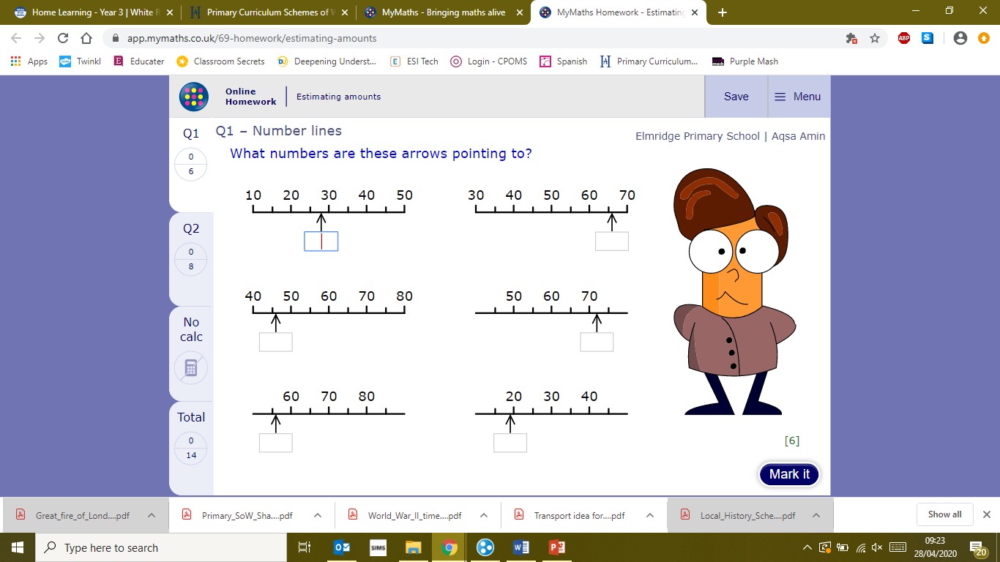 Home Learning - Year 3 | White R
Primary Curriculum Schemes of W
MyMaths - Bringing maths alive
MyMaths Homework - Estimating
app.mymaths.co.uk/69-homework/estimating-amounts
ABP
S
Apps
Twinkl
Educater
Classroom Secrets
Deepening Underst...
ESI Tech
Login - CPOMS
Spanish
Primary Curriculum...
Purple Mash
Online
Homework
Estimating amounts
Save
Menu
Q1
0
6
Q2
0
8
No
calc
Total
0
14
Q1 – Number lines
Elmridge Primary School | Aqsa Amin
What numbers are these arrows pointing to?
10 20 30 40 50
30 40 50 60 70
40 50 60 70 80
50 60 70
60 70 80
20 30 40
[6]
Mark it
Great_fire_of_Lond....pdf
Primary_SoW_Sha....pdf
World_War_II_time....pdf
Transport idea for....pdf
Local_History_Sche....pdf
Show all
Type here to search
SIMS
09:23
28/04/2020
20